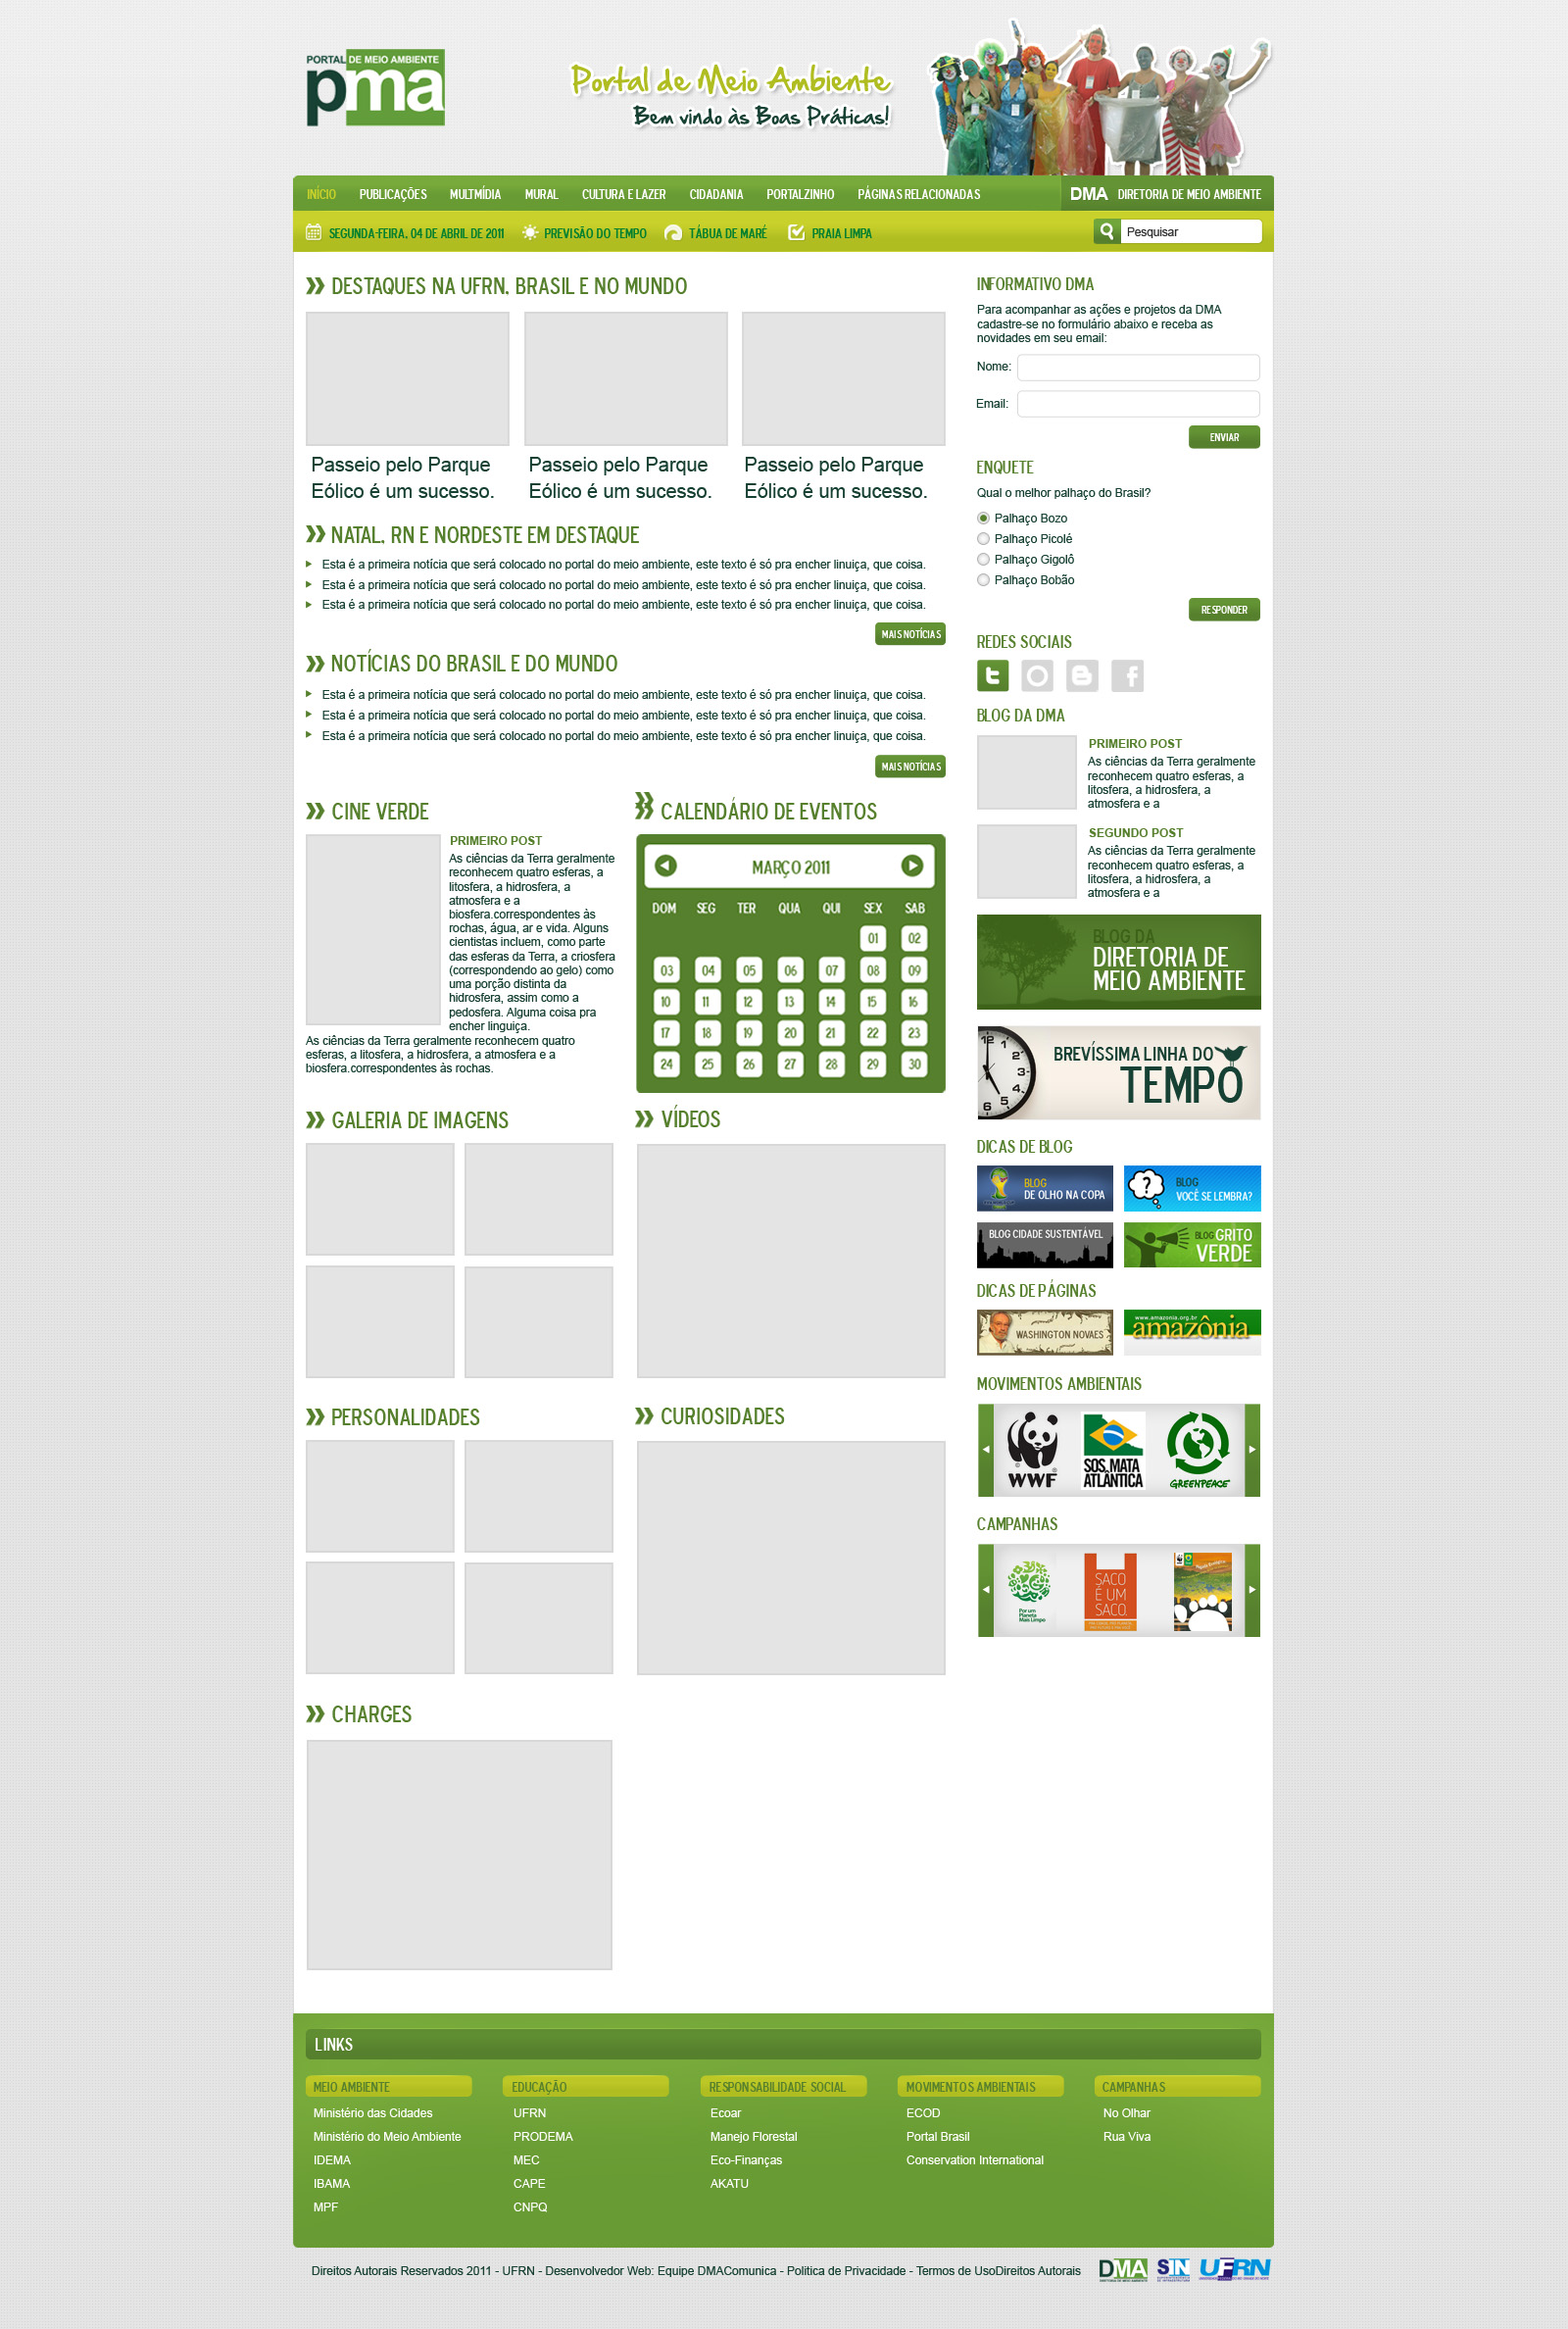 PORTAL DE MEIO AMBIENTE
pma
Portal de Meio Ambiente
Bem vindo às Boas Práticas!
INÍCIO PUBLICAÇÕES MULTMÍDIA MURAL CULTURA E LAZER CIDADANIA PORTALZINHO PÁGINAS RELACIONADAS DMA DIRETORIA DE MEIO AMBIENTE
SEGUNDA-FEIRA, 04 DE ABRIL DE 2011 PREVISÃO DO TEMPO TÁBUA DE MARÉ PRAIA LIMPA Pesquisar
DESTAQUES NA UFRN, BRASIL E NO MUNDO
Passeio pelo Parque
Eólico é um sucesso.
Passeio pelo Parque
Eólico é um sucesso.
Passeio pelo Parque
Eólico é um sucesso.
NATAL, RN E NORDESTE EM DESTAQUE
Esta é a primeira notícia que será colocado no portal do meio ambiente, este texto é só pra encher linuiça, que coisa.
Esta é a primeira notícia que será colocado no portal do meio ambiente, este texto é só pra encher linuiça, que coisa.
Esta é a primeira notícia que será colocado no portal do meio ambiente, este texto é só pra encher linuiça, que coisa.
MAIS NOTÍCIAS
NOTÍCIAS DO BRASIL E DO MUNDO
Esta é a primeira notícia que será colocado no portal do meio ambiente, este texto é só pra encher linuiça, que coisa.
Esta é a primeira notícia que será colocado no portal do meio ambiente, este texto é só pra encher linuiça, que coisa.
Esta é a primeira notícia que será colocado no portal do meio ambiente, este texto é só pra encher linuiça, que coisa.
MAIS NOTÍCIAS
CINE VERDE
PRIMEIRO POST
As ciências da Terra geralmente
reconhecem quatro esferas, a
litosfera, a hidrosfera, a
atmosfera e a
biosfera.correspondentes às
rochas, água, ar e vida. Alguns
cientistas incluem, como parte
das esferas da Terra, a criosfera
(correspondendo ao gelo) como
uma porção distinta da
hidrosfera, assim como a
pedosfera. Alguma coisa pra
encher linguiça.
As ciências da Terra geralmente reconhecem quatro
esferas, a litosfera, a hidrosfera, a atmosfera e a
biosfera.correspondentes às rochas.
CALENDÁRIO DE EVENTOS
MARÇO 2011
DOM SEG TER QUA QUI SEX SAB
01 02
03 04 05 06 07 08 09
10 11 12 13 14 15 16
17 18 19 20 21 22 23
24 25 26 27 28 29 30
GALERIA DE IMAGENS
VÍDEOS
PERSONALIDADES
CURIOSIDADES
CHARGES
INFORMATIVO DMA
Para acompanhar as ações e projetos da DMA
cadastre-se no formulário abaixo e receba as
novidades em seu email:
Nome:
Email:
ENVIAR
ENQUETE
Qual o melhor palhaço do Brasil?
Palhaço Bozo
Palhaço Picolé
Palhaço Gigolô
Palhaço Bobão
RESPONDER
REDES SOCIAIS
BLOG DA DMA
PRIMEIRO POST
As ciências da Terra geralmente
reconhecem quatro esferas, a
litosfera, a hidrosfera, a
atmosfera e a
SEGUNDO POST
As ciências da Terra geralmente
reconhecem quatro esferas, a
litosfera, a hidrosfera, a
atmosfera e a
BLOG DA
DIRETORIA DE
MEIO AMBIENTE
12 1 2 3 4 5 6
BREVÍSSIMA LINHA DO
TEMPO
DICAS DE BLOG
BLOG
DE OLHO NA COPA
?
BLOG
VOCÊ SE LEMBRA?
BLOG CIDADE SUSTENTÁVEL
BLOG GRITO
VERDE
DICAS DE PÁGINAS
WASHINGTON NOVAES
www.amazonia.org.br
amazônia
MOVIMENTOS AMBIENTAIS
WWF
SOS MATA
ATLÂNTICA
GREENPEACE
CAMPANHAS
Por um
Planeta
Mais Limpo
SACO
É UM
SACO.
LINKS
MEIO AMBIENTE
Ministério das Cidades
Ministério do Meio Ambiente
IDEMA
IBAMA
MPF
EDUCAÇÃO
UFRN
PRODEMA
MEC
CAPE
CNPQ
RESPONSABILIDADE SOCIAL
Ecoar
Manejo Florestal
Eco-Finanças
AKATU
MOVIMENTOS AMBIENTAIS
ECOD
Portal Brasil
Conservation International
CAMPANHAS
No Olhar
Rua Viva
Direitos Autorais Reservados 2011 - UFRN - Desenvolvedor Web: Equipe DMAComunica - Politica de Privacidade - Termos de UsoDireitos Autorais
DMA
SIN
UFRN